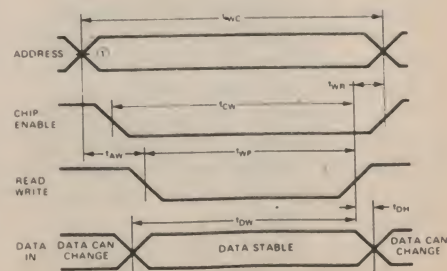 tWC
ADDRESS
1
tWR
tCW
CHIP
ENABLE
tAW
tWP
READ
WRITE
tDW
tDH
DATA
IN
DATA CAN
CHANGE
DATA STABLE
DATA CAN
CHANGE